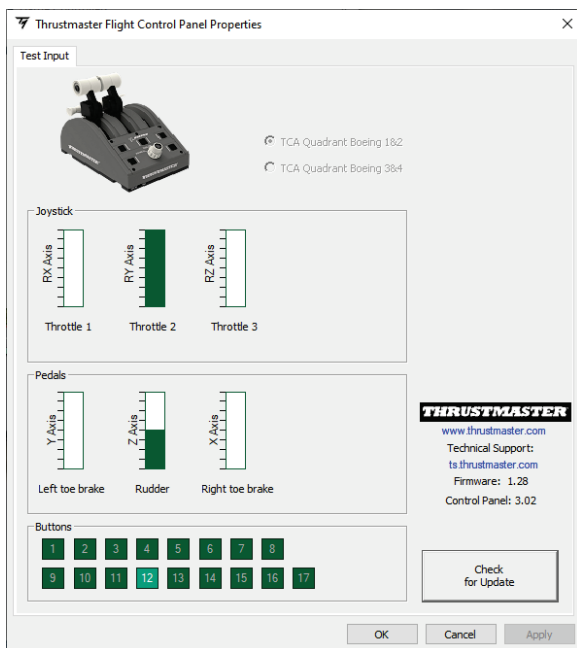 Thrustmaster Flight Control Panel Properties
Test Input
THRUSTMASTER
TCA Quadrant Boeing 1&2
TCA Quadrant Boeing 3&4
Joystick
RX Axis
RY Axis
RZ Axis
Throttle 1
Throttle 2
Throttle 3
Pedals
Y Axis
Z Axis
X Axis
Left toe brake
Rudder
Right toe brake
THRUSTMASTER
www.thrustmaster.com
Technical Support:
ts.thrustmaster.com
Firmware: 1.28
Control Panel: 3.02
Buttons
1 2 3 4 5 6 7 8
9 10 11 12 13 14 15 16 17
Check
for Update
OK
Cancel
Apply